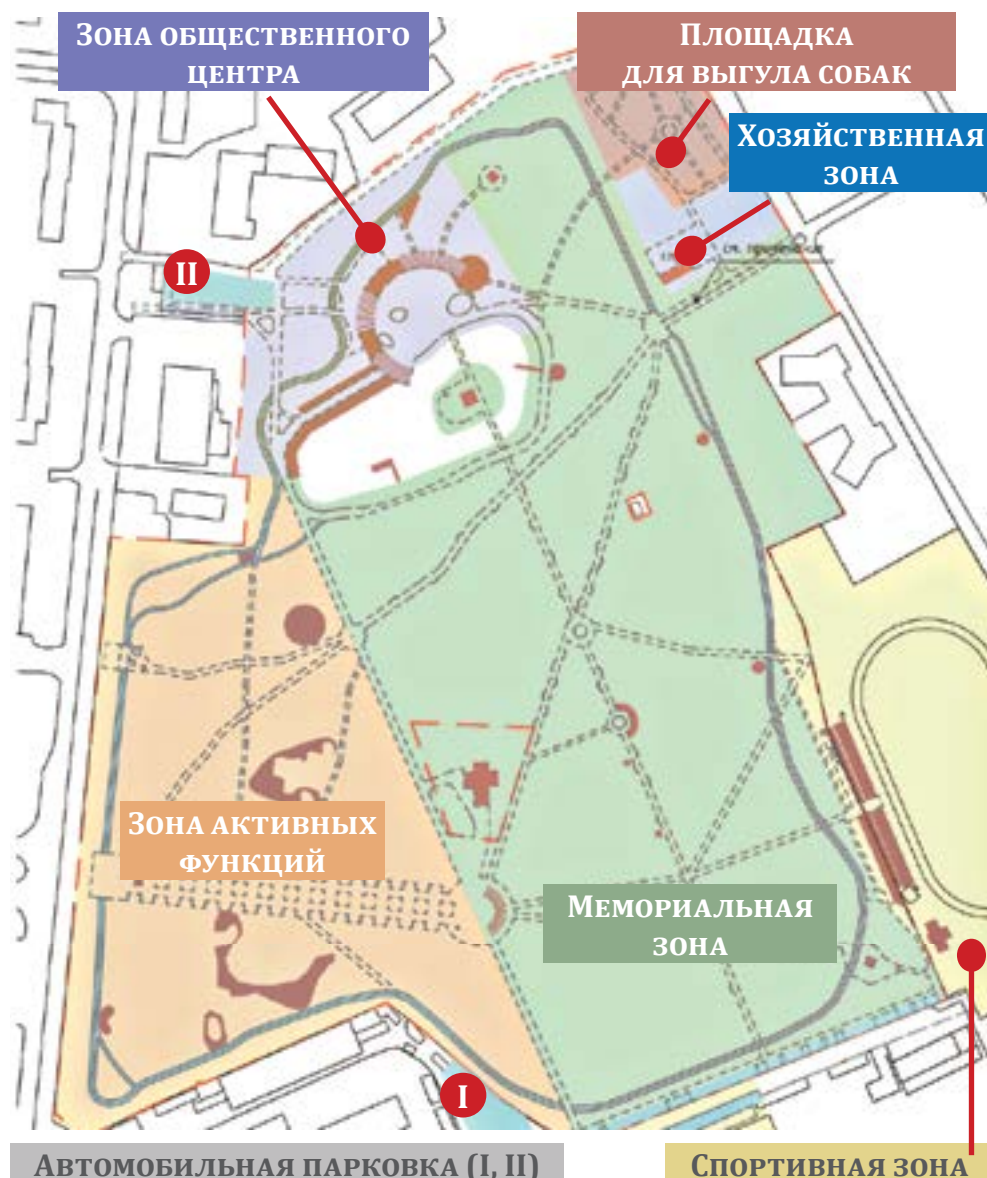 Зона общественного
центра
Площадка
для выгула собак
Хозяйственная
зона
II
Зона активных
функций
Мемориальная
зона
I
Автомобильная парковка (I, II)
Спортивная зона